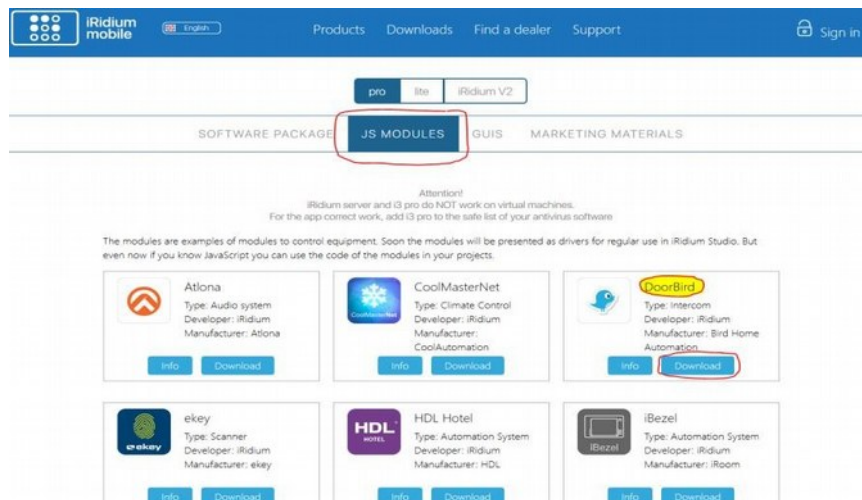 iRidium
mobile
English
Products Downloads Find a dealer Support
Sign in
pro lite iRidium V2
SOFTWARE PACKAGE JS MODULES GUIS MARKETING MATERIALS
Attention!
iRidium server and i3 pro do NOT work on virtual machines.
For the app correct work, add i3 pro to the safe list of your antivirus software
The modules are examples of modules to control equipment. Soon the modules will be presented as drivers for regular use in iRidium Studio. But
even now if you know JavaScript you can use the code of the modules in your projects.
Atlona
Type: Audio system
Developer: iRidium
Manufacturer: Atlona
Info Download
CoolMasterNet
CoolMasterNet
Type: Climate Control
Developer: iRidium
Manufacturer:
CoolAutomation
Info Download
DoorBird
Type: Intercom
Developer: iRidium
Manufacturer: Bird Home
Automation
Info Download
ekey
ekey
Type: Scanner
Developer: iRidium
Manufacturer: ekey
Info Download
HDL
HOTEL
HDL Hotel
Type: Automation System
Developer: iRidium
Manufacturer: HDL
Info Download
iBezel
iBezel
Type: Automation System
Developer: iRidium
Manufacturer: iRoom
Info Download